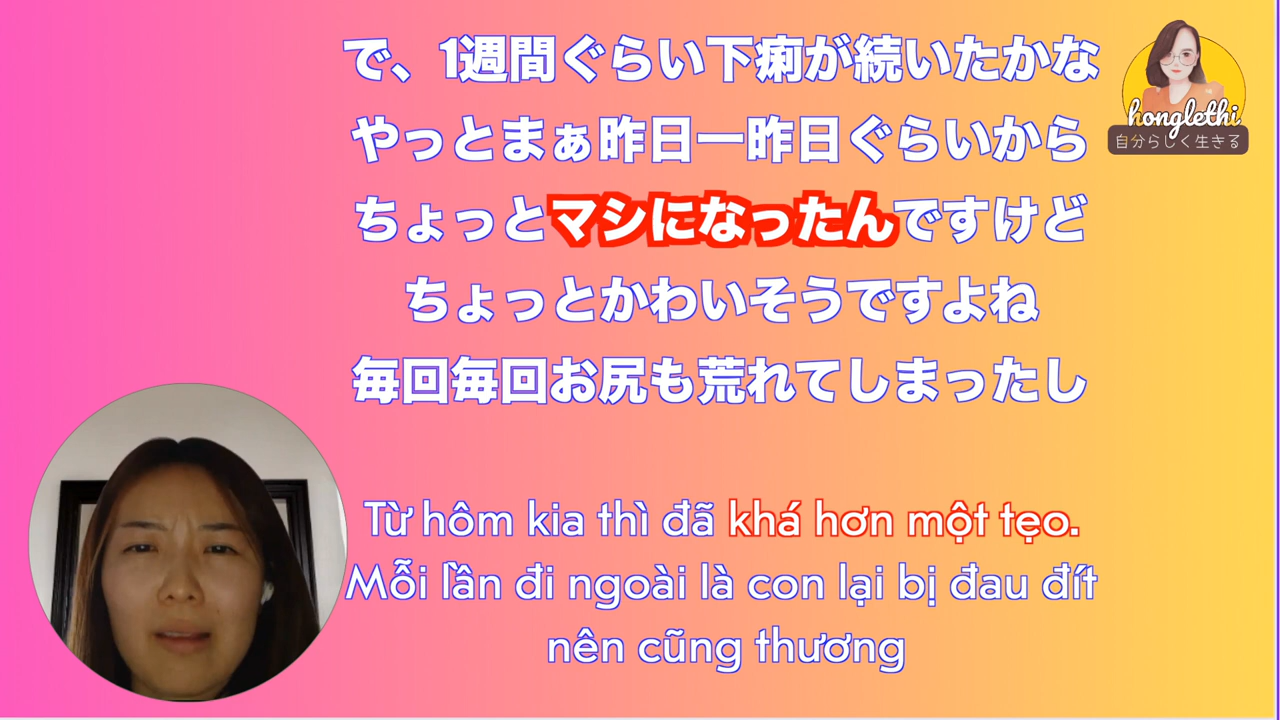 で、1週間ぐらい下痢が続いたかな
やっとまぁ昨日一昨日ぐらいから
ちょっとマシになったんですけど
ちょっとかわいそうですよね
毎回毎回お尻も荒れてしまったし
Từ hôm kia thì đã khá hơn một tẹo.
Mỗi lần đi ngoài là con lại bị đau đít
nên cũng thương
honglethi
自分らしく生きる